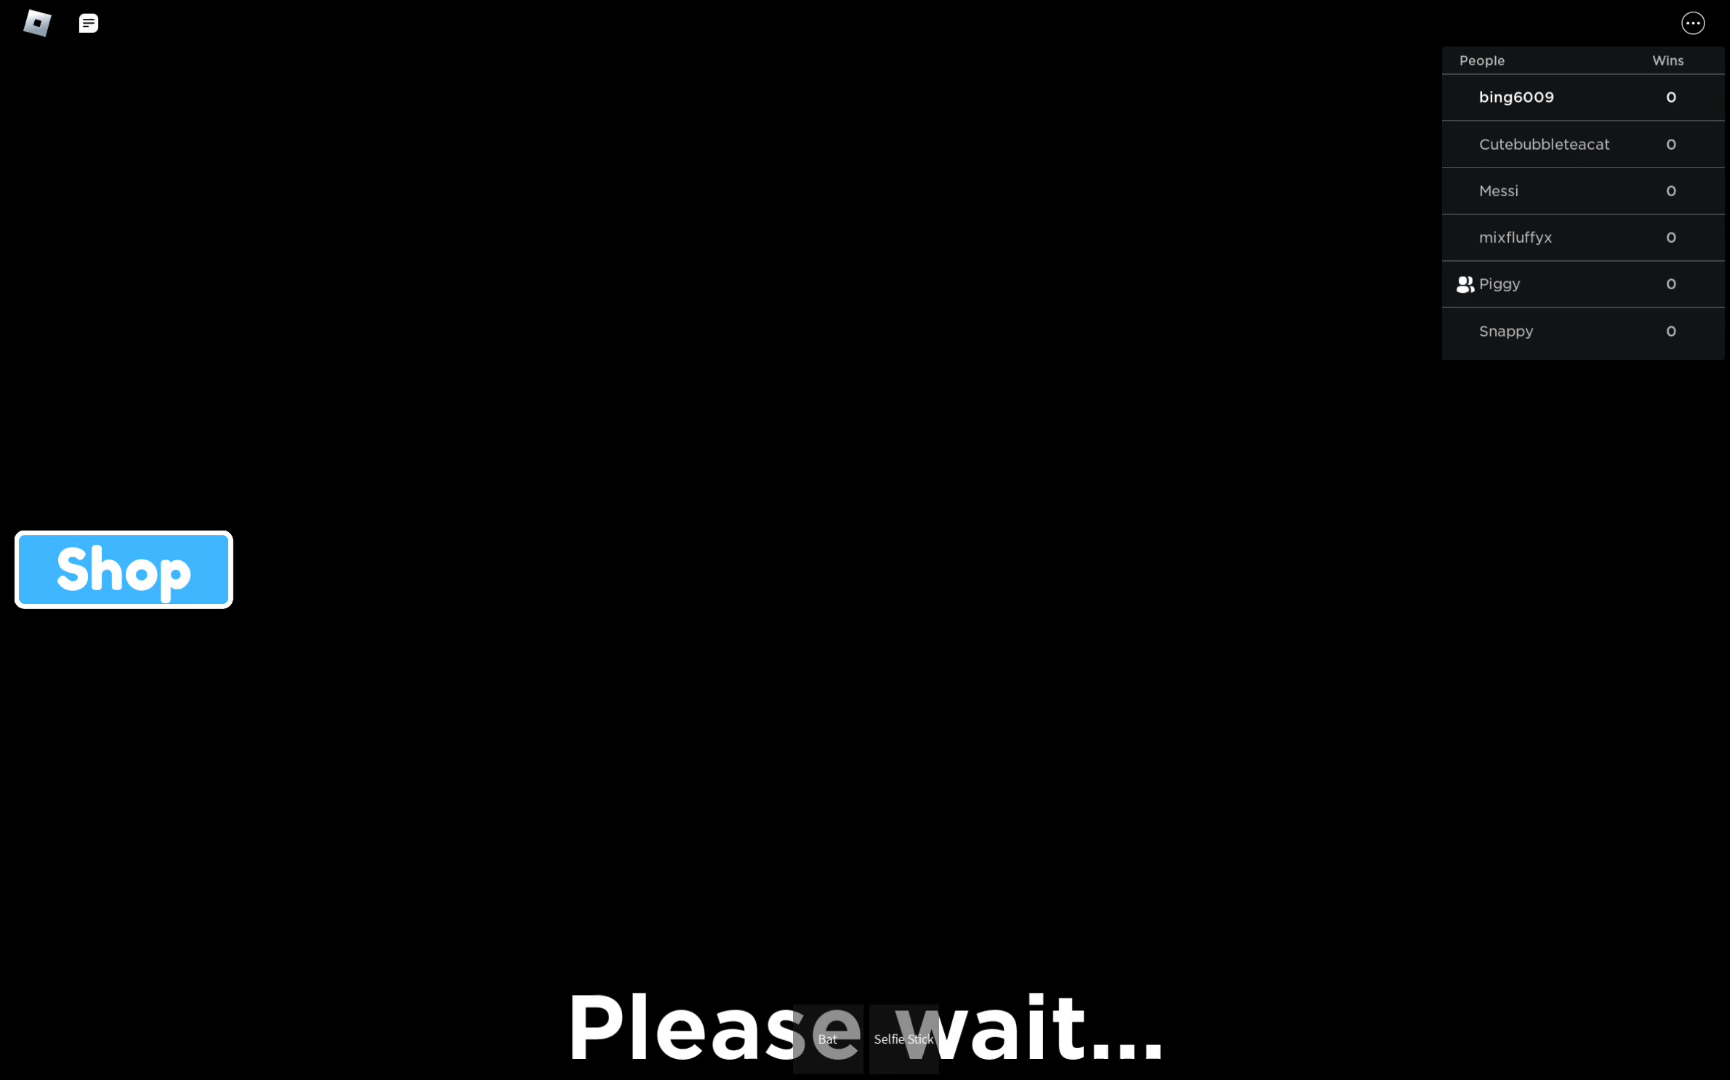 People Wins
bing6009 0
Cutebubbleteacat 0
Messi 0
mixfluffyx 0
Piggy 0
Snappy 0
Shop
Please wait...
Bat Selfie Stick